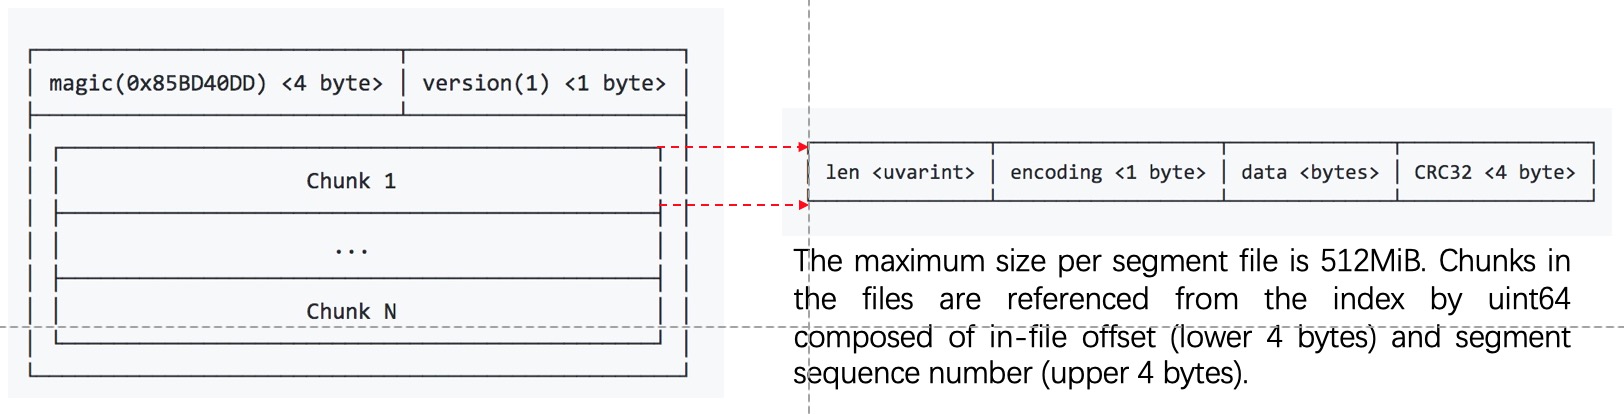 magic(0x85BD40DD) <4 byte> version(1) <1 byte>
Chunk 1
...
Chunk N
len <uvarint> encoding <1 byte> data <bytes> CRC32 <4 byte>
The maximum size per segment file is 512MiB. Chunks in
the files are referenced from the index by uint64
composed of in-file offset (lower 4 bytes) and segment
sequence number (upper 4 bytes).